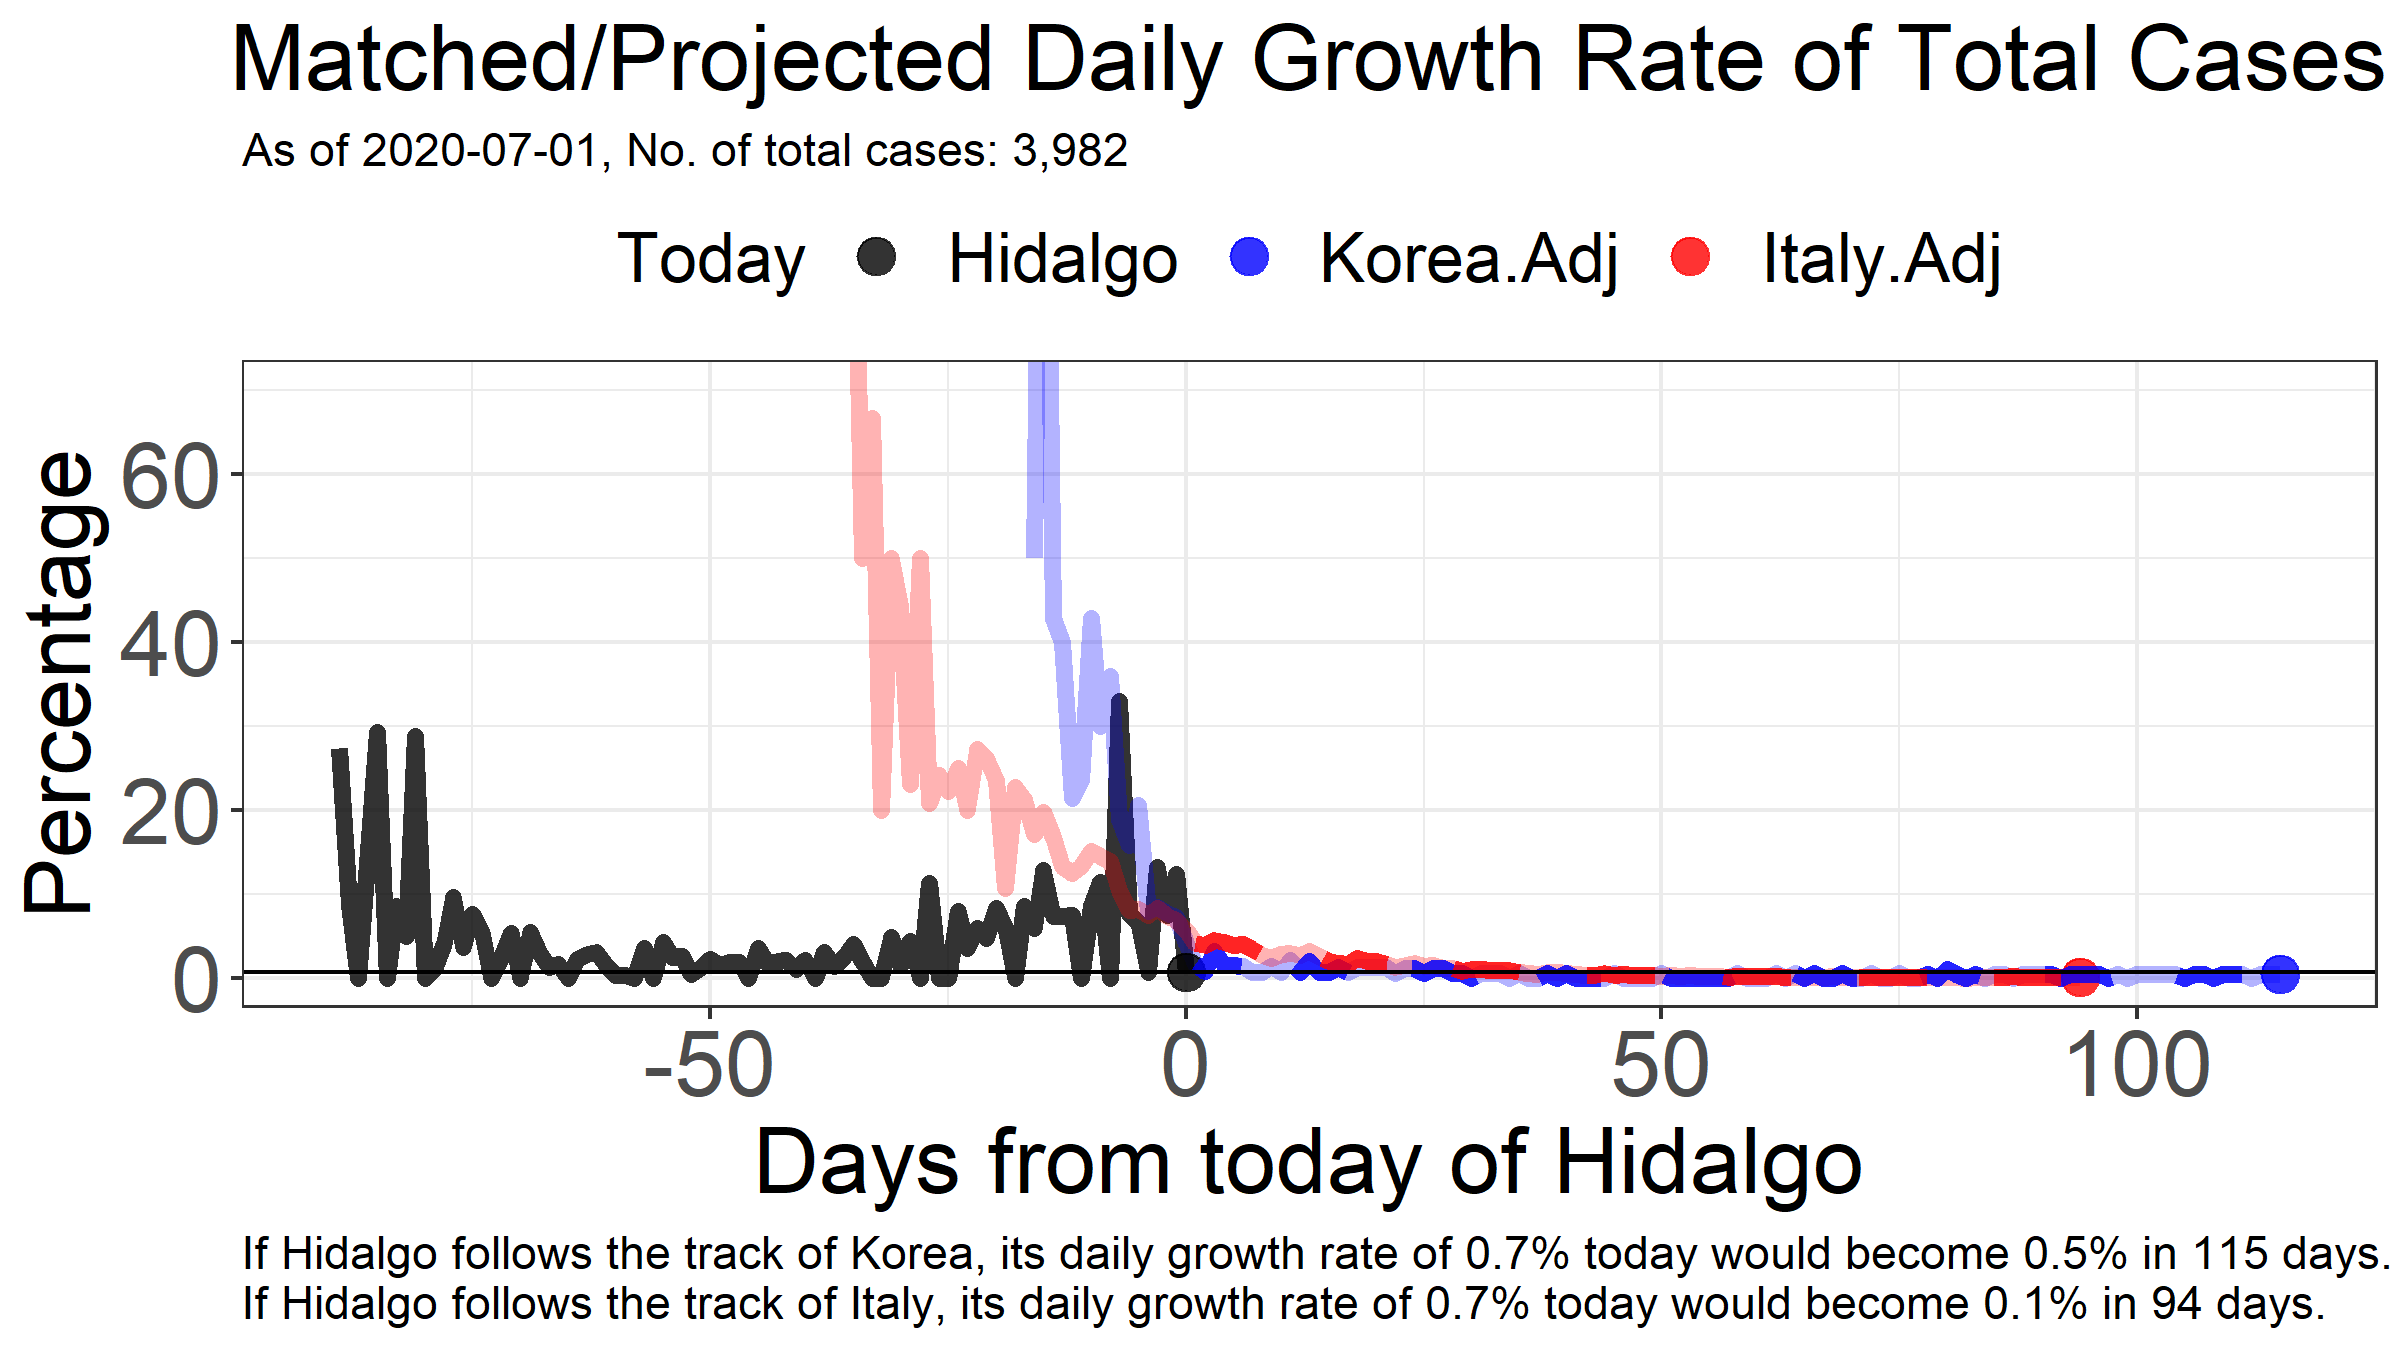 Matched/Projected Daily Growth Rate of Total Cases
As of 2020-07-01, No. of total cases: 3,982
Today Hidalgo Korea.Adj Italy.Adj
Percentage
60
40
20
0
-50 0 50 100
Days from today of Hidalgo
If Hidalgo follows the track of Korea, its daily growth rate of 0.7% today would become 0.5% in 115 days.
If Hidalgo follows the track of Italy, its daily growth rate of 0.7% today would become 0.1% in 94 days.